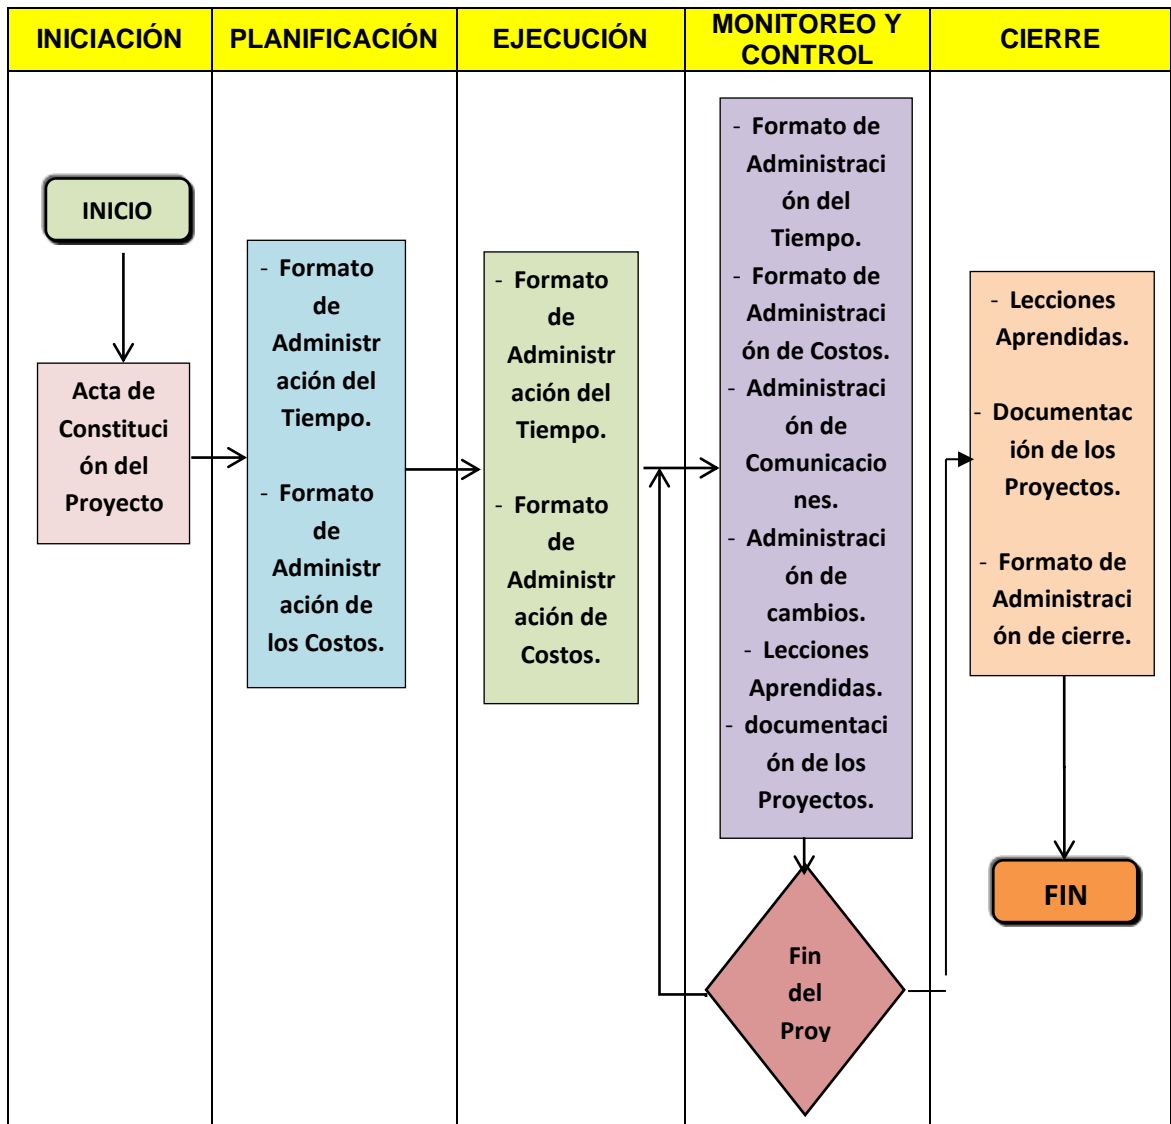 INICIACIÓN
PLANIFICACIÓN
EJECUCIÓN
MONITOREO Y
CONTROL
CIERRE
INICIO
Acta de
Constituci
ón del
Proyecto
- Formato
de
Administr
ación del
Tiempo.
- Formato
de
Administr
ación de
los Costos.
- Formato
de
Administr
ación del
Tiempo.
- Formato
de
Administr
ación de
Costos.
- Formato de
Administraci
ón del
Tiempo.
- Formato de
Administraci
ón de Costos.
- Administraci
ón de
Comunicacio
nes.
- Administraci
ón de
cambios.
- Lecciones
Aprendidas.
- documentaci
ón de los
Proyectos.
Fin
del
Proy
- Lecciones
Aprendidas.
- Documentac
ión de los
Proyectos.
- Formato de
Administraci
ón de cierre.
FIN